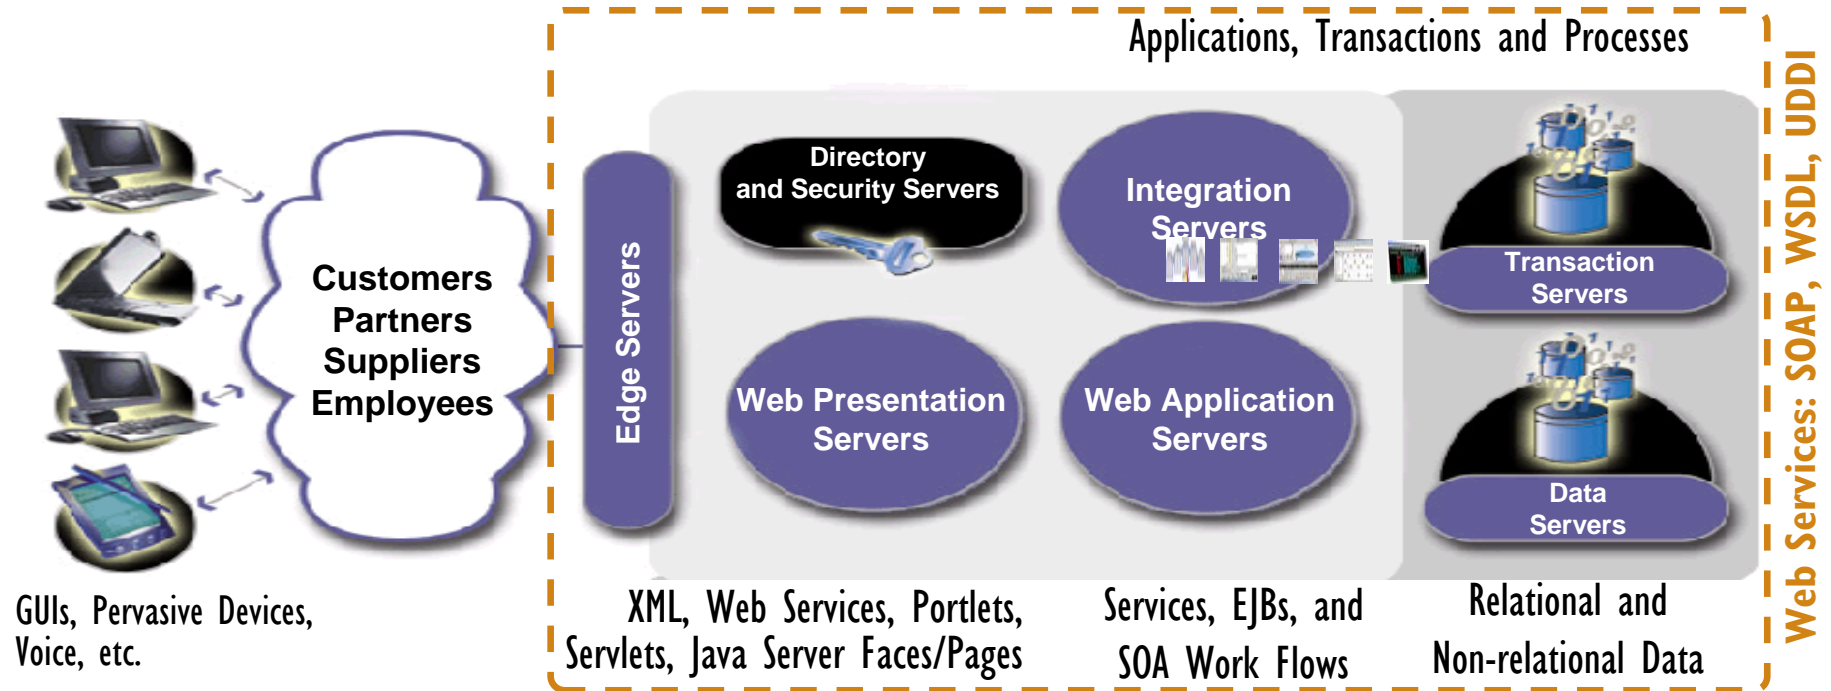 Applications, Transactions and Processes
Customers
Partners
Suppliers
Employees
Edge Servers
Directory
and Security Servers
Integration
Servers
Web Presentation
Servers
Web Application
Servers
Transaction
Servers
Data
Servers
GUIs, Pervasive Devices,
Voice, etc.
XML, Web Services, Portlets,
Servlets, Java Server Faces/Pages
Services, EJBs, and
SOA Work Flows
Relational and
Non-relational Data
Web Services: SOAP, WSDL, UDDI